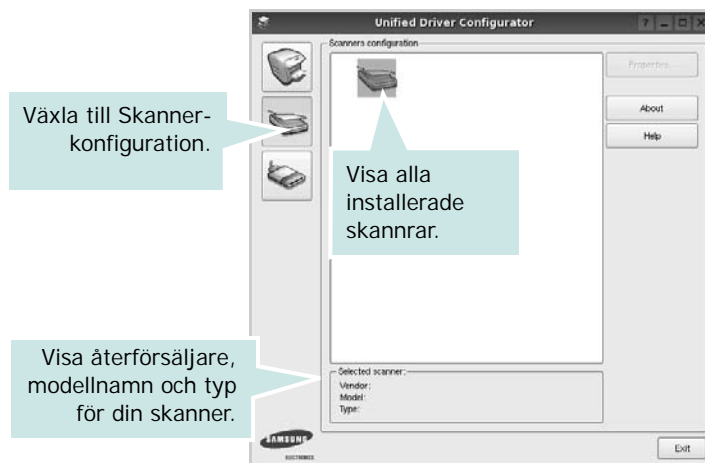 Unified Driver Configurator
Scanners configuration
Properties...
About
Help
Växla till Skanner-
konfiguration.
Visa alla
installerade
skannrar.
Visa återförsäljare,
modellnamn och typ
för din skanner.
Selected scanner:
Vendor:
Model:
Type:
SAMSUNG
ELECTRONICS
Exit